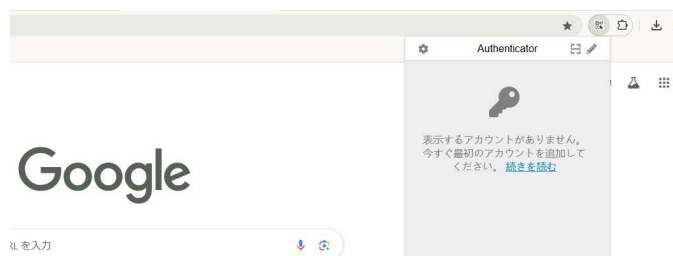 Authenticator
表示するアカウントがありません。
今すぐ最初のアカウントを追加して
ください。 続きを読む
Google
を入力